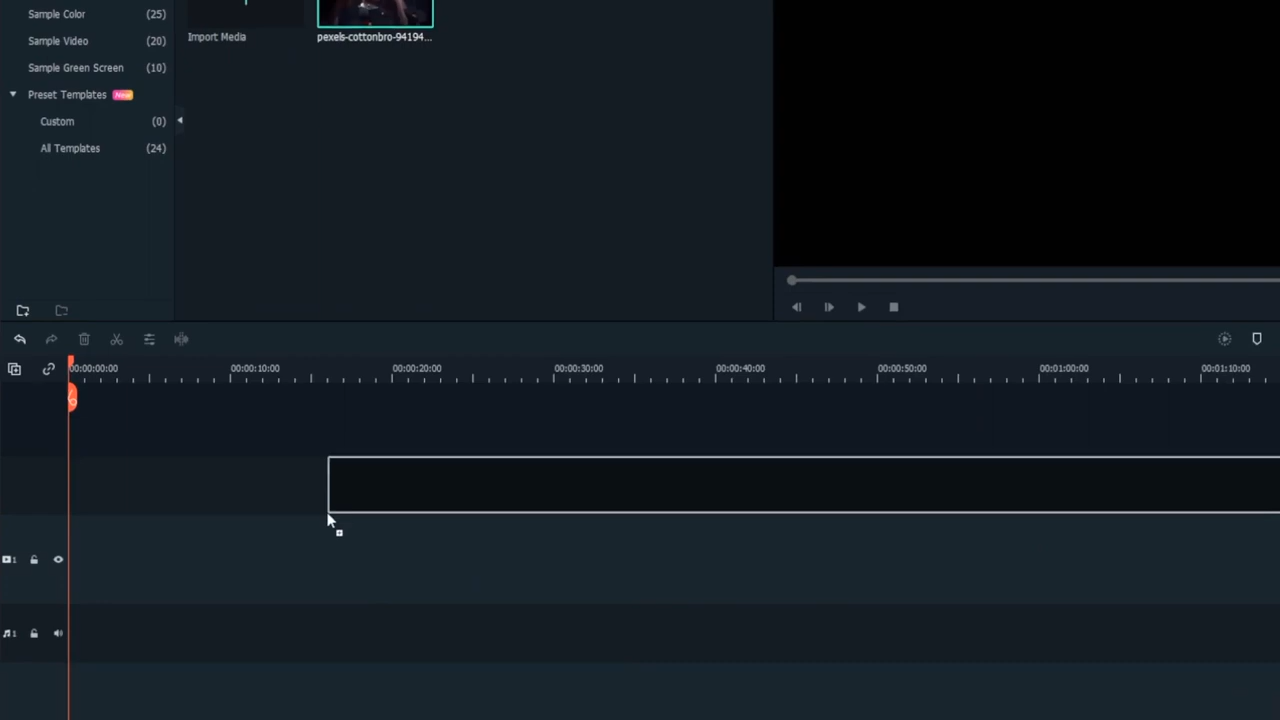 Sample Color (25)
Sample Video (20)
Sample Green Screen (10)
Preset Templates
Custom (0)
All Templates (24)
Import Media
pexels-cottonbro-94194...
00:00:00:00 00:00:10:00 00:00:20:00 00:00:30:00 00:00:40:00 00:00:50:00 00:01:00:00 00:01:10:00
1
1